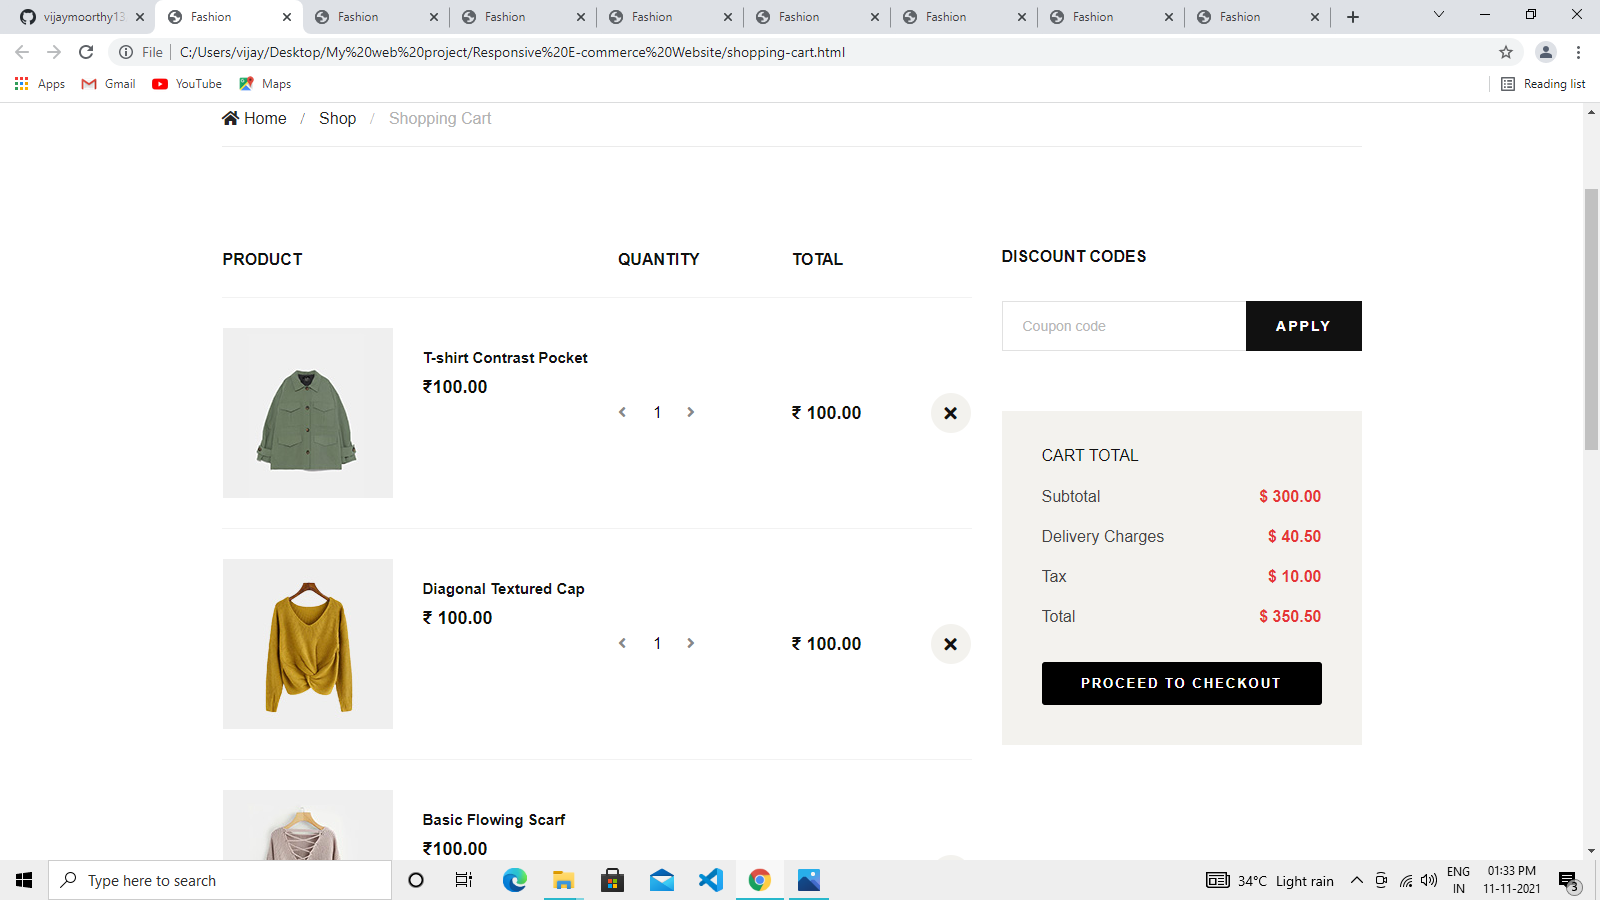 vijaymoorthy13
Fashion
Fashion
Fashion
Fashion
Fashion
Fashion
Fashion
Fashion
File
C:/Users/vijay/Desktop/My%20web%20project/Responsive%20E-commerce%20Website/shopping-cart.html
Apps
Gmail
YouTube
Maps
Reading list
Home / Shop / Shopping Cart
PRODUCT
QUANTITY
TOTAL
T-shirt Contrast Pocket
₹100.00
1
₹ 100.00
Diagonal Textured Cap
₹ 100.00
1
₹ 100.00
Basic Flowing Scarf
₹100.00
DISCOUNT CODES
Coupon code
APPLY
CART TOTAL
Subtotal $ 300.00
Delivery Charges $ 40.50
Tax $ 10.00
Total $ 350.50
PROCEED TO CHECKOUT
Type here to search
34°C Light rain
ENG
IN
01:33 PM
11-11-2021
3